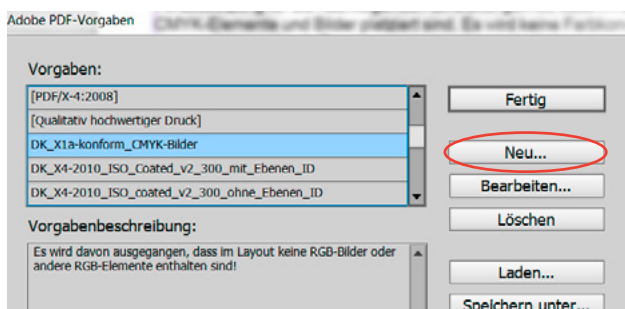 Adobe PDF-Vorgaben
CMYK-Elemente und Bilder platziert sind. Es wird keine Farbkon
Vorgaben:
[PDF/X-4:2008]
[Qualitativ hochwertiger Druck]
DK_X1a-konform_CMYK-Bilder
DK_X4-2010_ISO_Coated_v2_300_mit_Ebenen_ID
DK_X4-2010_ISO_coated_v2_300_ohne_Ebenen_ID
Fertig
Neu...
Bearbeiten...
Löschen
Vorgabenbeschreibung:
Es wird davon ausgegangen, dass im Layout keine RGB-Bilder oder
andere RGB-Elemente enthalten sind!
Laden...
Speichern unter...